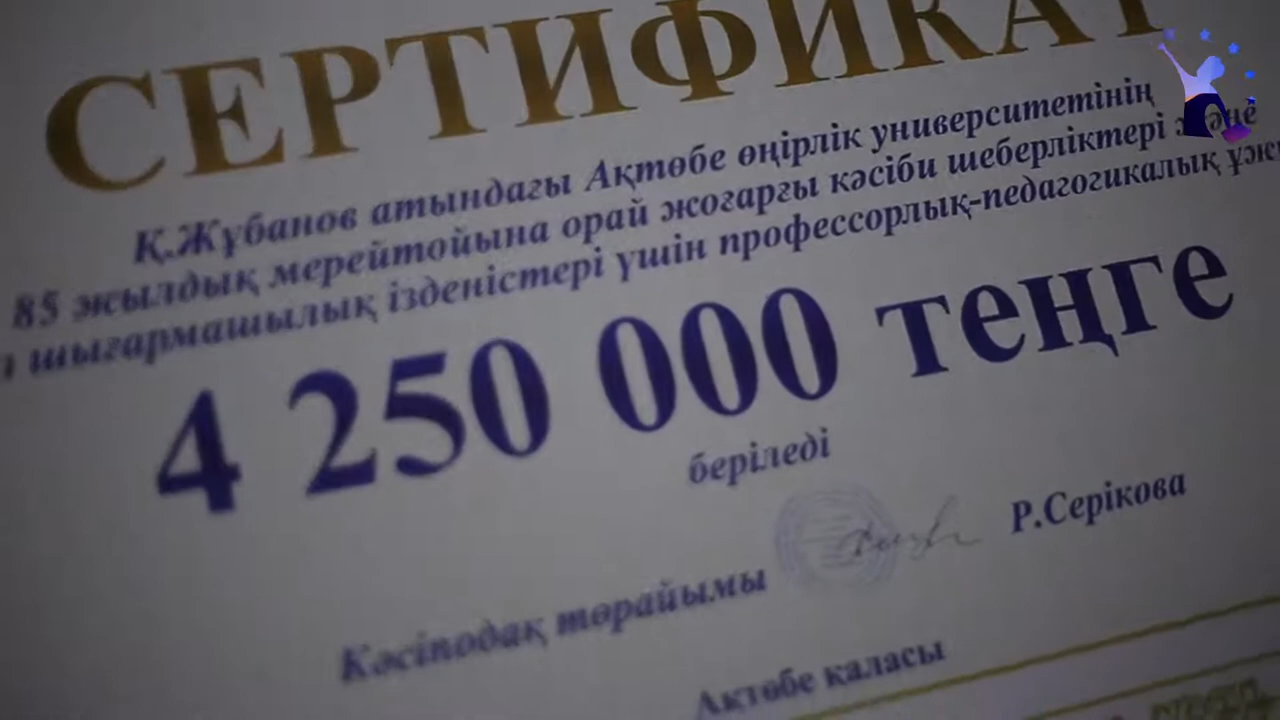 СЕРТИФИКАТ
Қ.Жұбанов атындағы Ақтөбе өңірлік университетінің
85 жылдық мерейтойына орай жоғарғы кәсіби шеберліктері және
шығармашылық ізденістері үшін профессорлық-педагогикалық
4 250 000 теңге
беріледі
Кәсіподақ төрайымы Р.Серікова
Ақтөбе қаласы